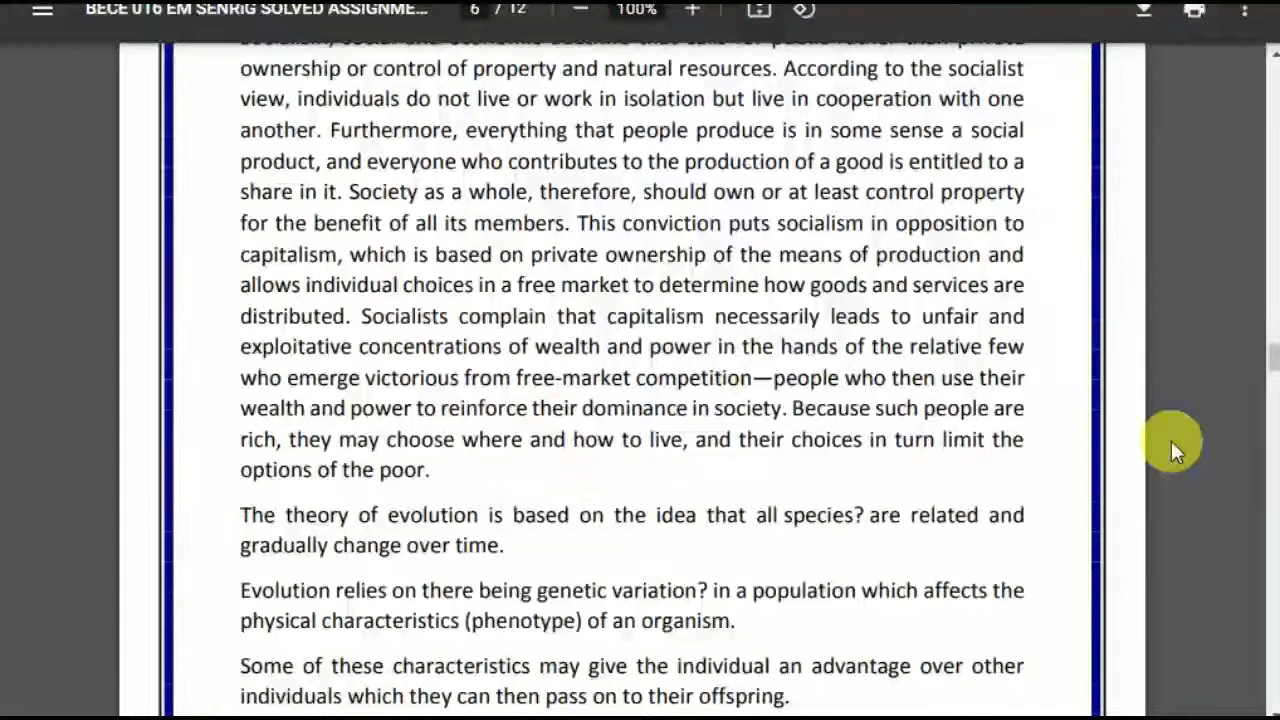 BECE 016 EM SENRIG SOLVED ASSIGNME...
6 / 12
100%
ownership or control of property and natural resources. According to the socialist
view, individuals do not live or work in isolation but live in cooperation with one
another. Furthermore, everything that people produce is in some sense a social
product, and everyone who contributes to the production of a good is entitled to a
share in it. Society as a whole, therefore, should own or at least control property
for the benefit of all its members. This conviction puts socialism in opposition to
capitalism, which is based on private ownership of the means of production and
allows individual choices in a free market to determine how goods and services are
distributed. Socialists complain that capitalism necessarily leads to unfair and
exploitative concentrations of wealth and power in the hands of the relative few
who emerge victorious from free-market competition—people who then use their
wealth and power to reinforce their dominance in society. Because such people are
rich, they may choose where and how to live, and their choices in turn limit the
options of the poor.
The theory of evolution is based on the idea that all species? are related and
gradually change over time.
Evolution relies on there being genetic variation? in a population which affects the
physical characteristics (phenotype) of an organism.
Some of these characteristics may give the individual an advantage over other
individuals which they can then pass on to their offspring.